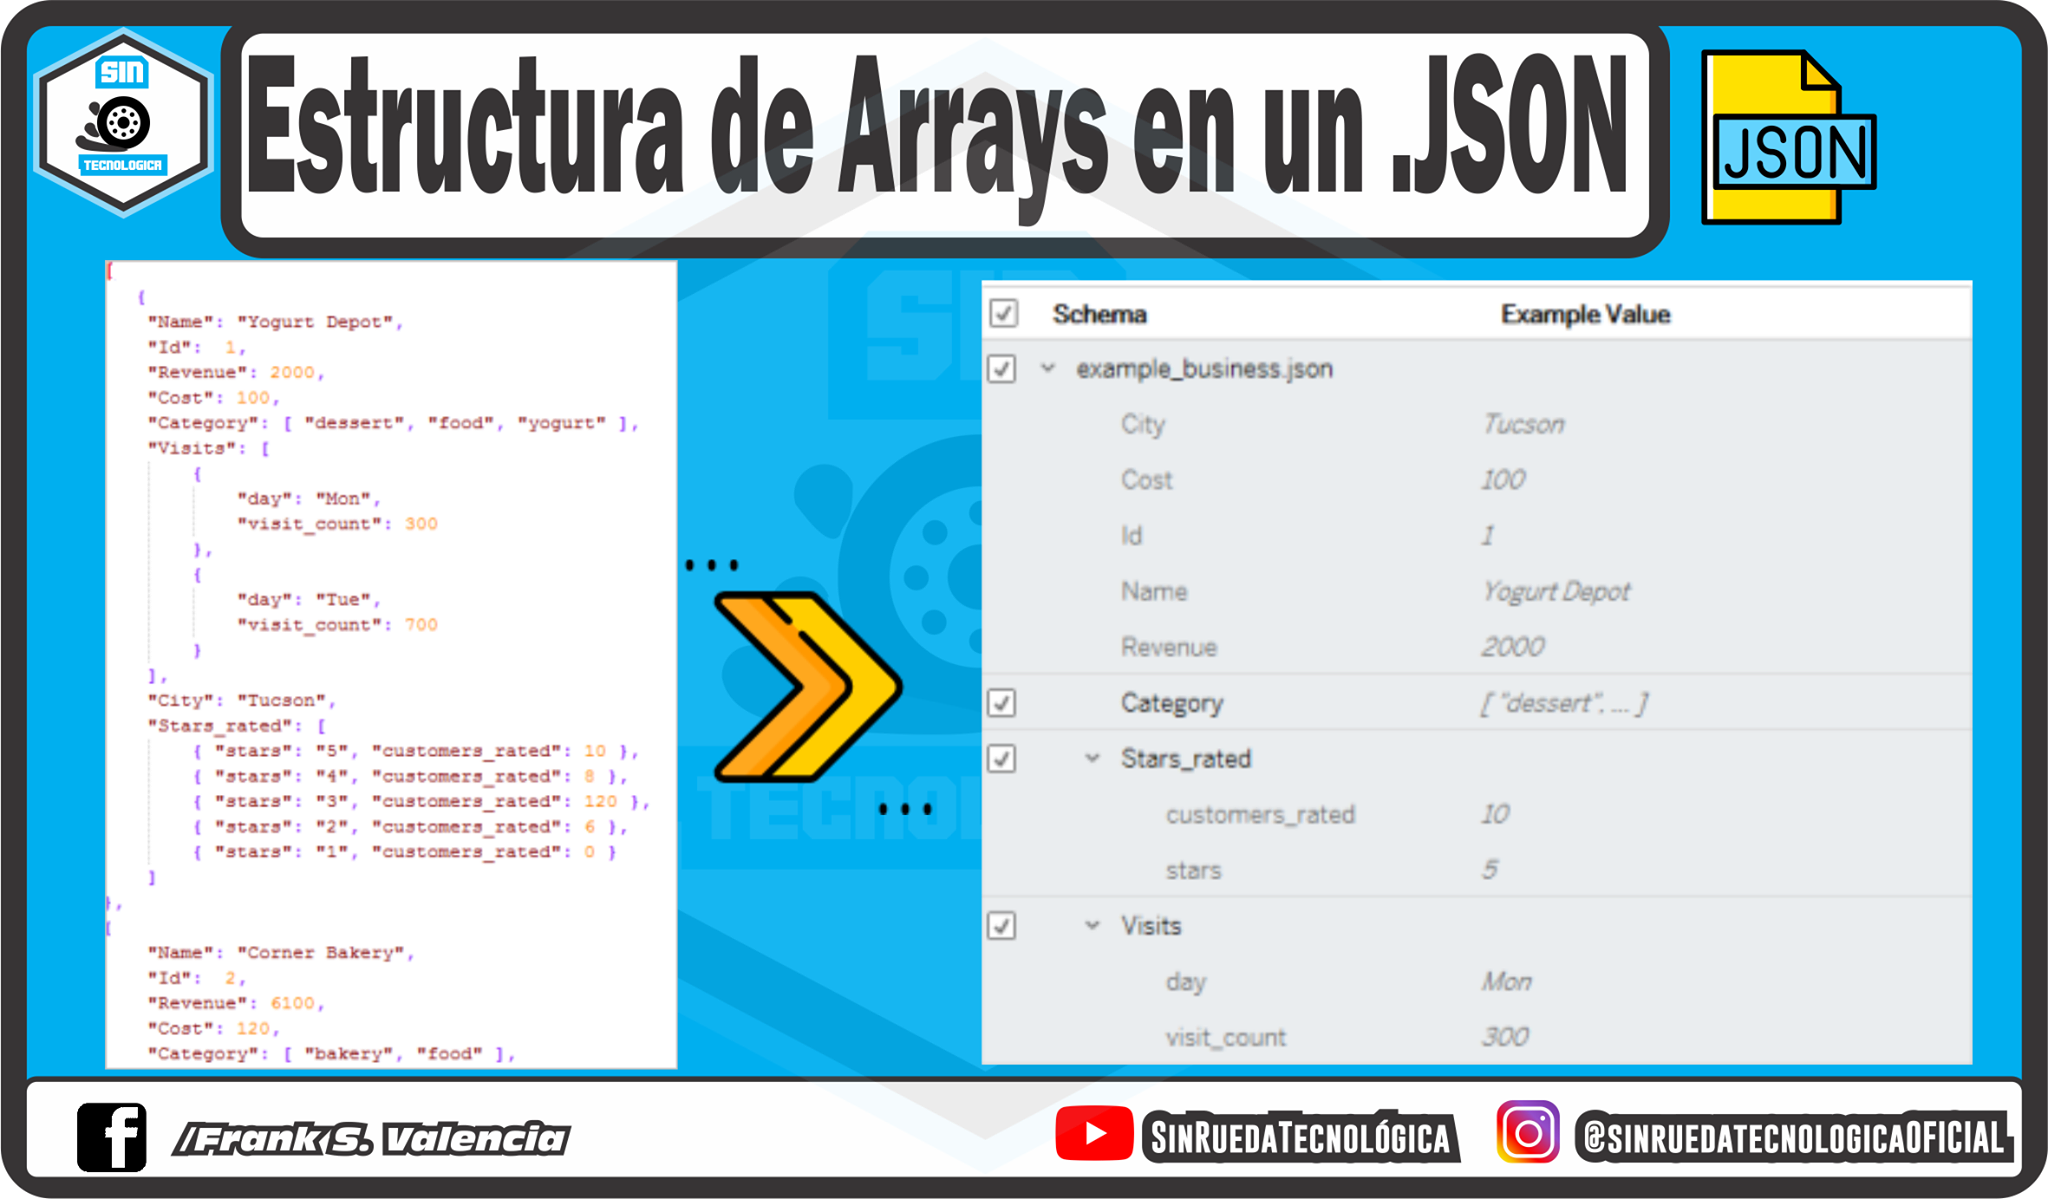 SIN
TECNOLOGICA
Estructura de Arrays en un .JSON
JSON
[
{
"Name": "Yogurt Depot",
"Id":  1,
"Revenue": 2000,
"Cost": 100,
"Category": [ "dessert", "food", "yogurt" ],
"Visits": [
{
"day": "Mon",
"visit_count": 300
},
{
"day": "Tue",
"visit_count": 700
}
],
"City": "Tucson",
"Stars_rated": [
{ "stars": "5", "customers_rated": 10 },
{ "stars": "4", "customers_rated": 8 },
{ "stars": "3", "customers_rated": 120 },
{ "stars": "2", "customers_rated": 6 },
{ "stars": "1", "customers_rated": 0 }
]
},
{
"Name": "Corner Bakery",
"Id":  2,
"Revenue": 6100,
"Cost": 120,
"Category": [ "bakery", "food" ],
...
...
Schema Example Value
example_business.json
City Tucson
Cost 100
Id 1
Name Yogurt Depot
Revenue 2000
Category [ "dessert", ... ]
Stars_rated
customers_rated 10
stars 5
Visits
day Mon
visit_count 300
/Frank S. Valencia
SinRuedaTecnológica
@sinruedatecnologicaOFICIAL